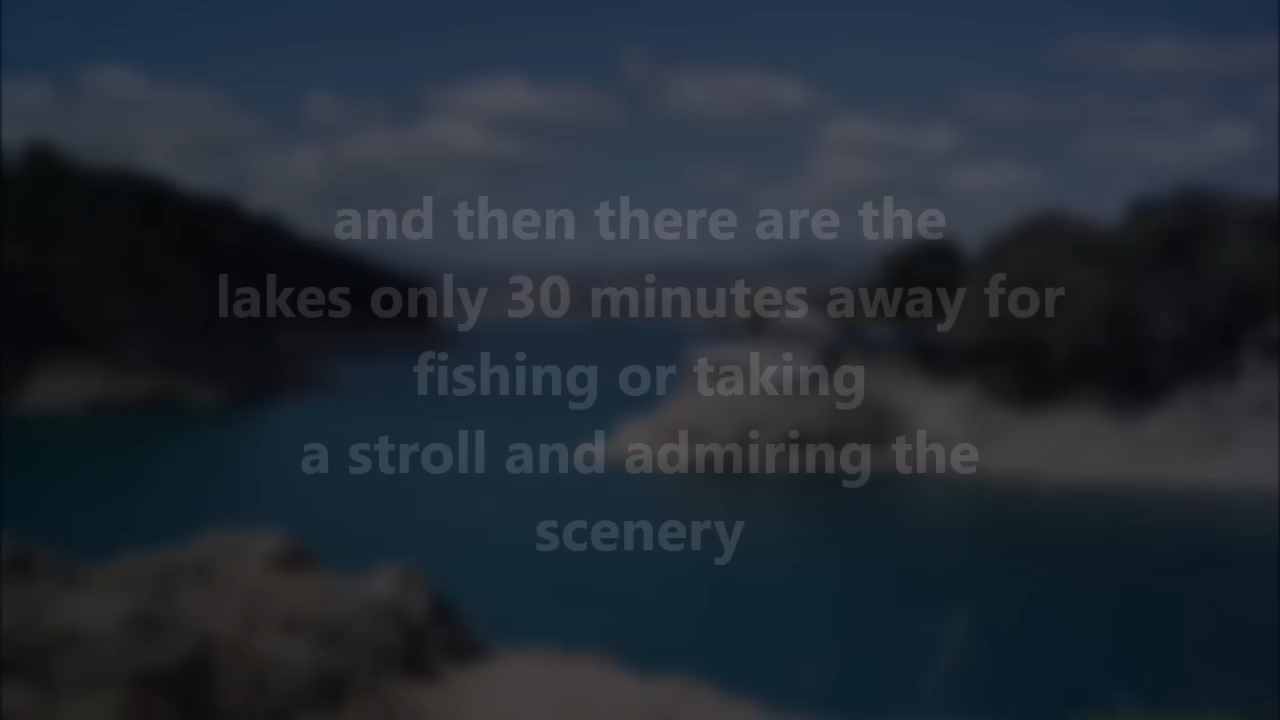 and then there are the
lakes only 30 minutes away for
fishing or taking
a stroll and admiring the
scenery